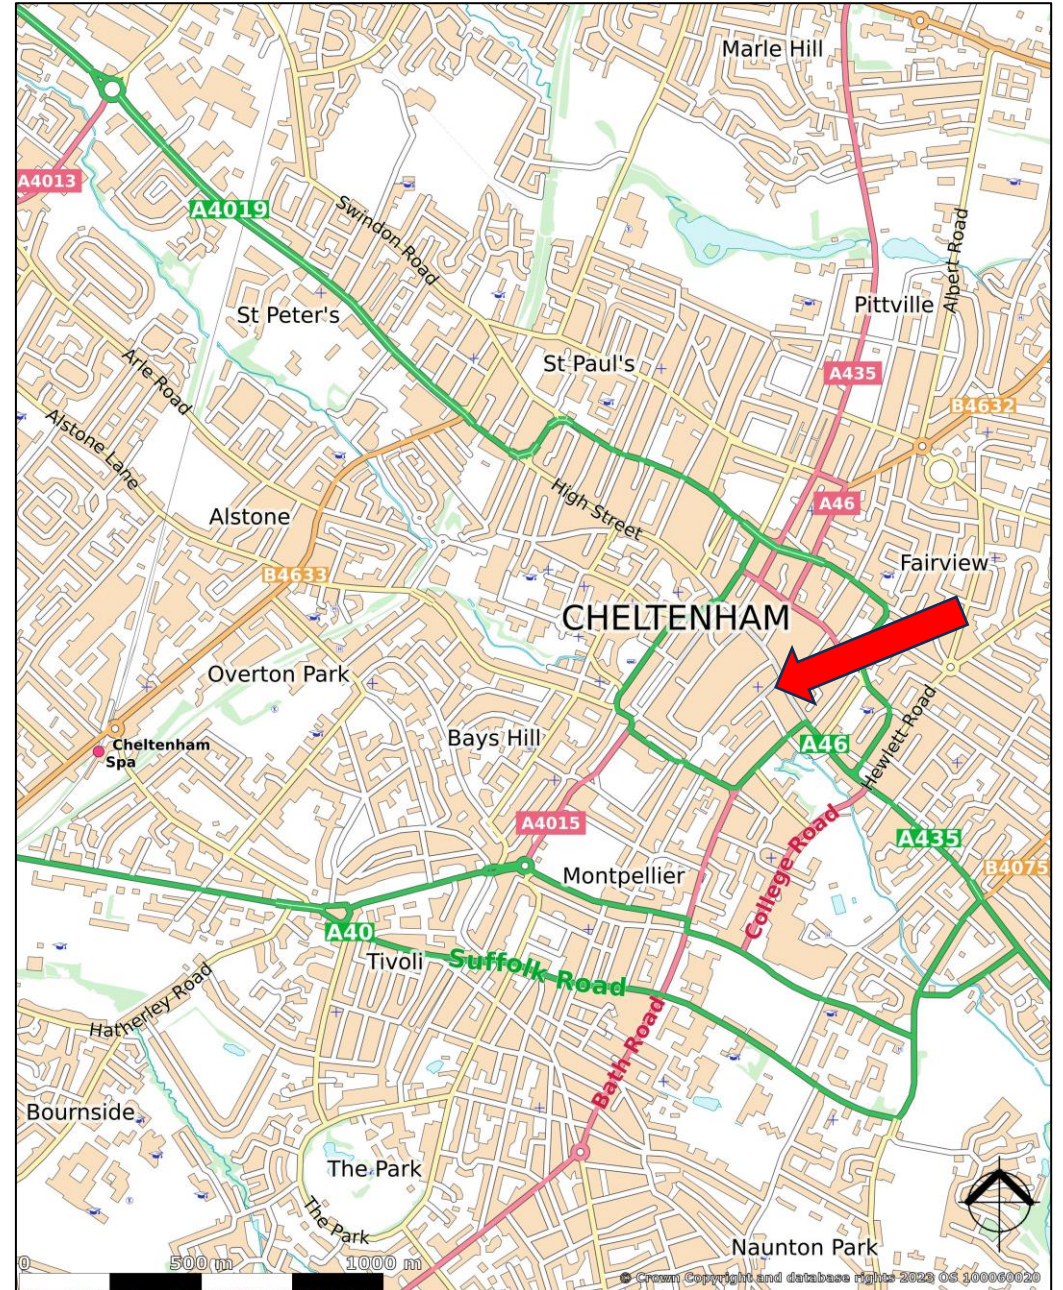 Marle Hill
A4013
A4019
Swindon Road
Albert Road
St Peter's
Pittville
Arle Road
St Paul's
A435
B4632
Alstone Lane
High Street
A46
Alstone
Fairview
B4633
CHELTENHAM
Overton Park
Hewlett Road
Cheltenham
Spa
Bays Hill
A46
A4015
College Road
A435
B4075
Montpellier
A40
Tivoli
Suffolk Road
Hatherley Road
Bath Road
Bournside
The Park
The Park
Naunton Park
0 500 m 1000 m
© Crown Copyright and database rights 2023 OS 100060020